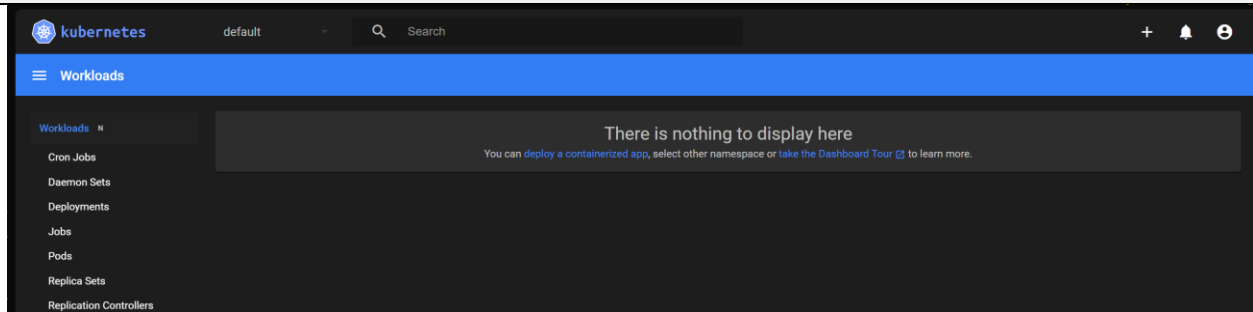 kubernetes
default
Search
Workloads
Workloads N
There is nothing to display here
You can deploy a containerized app, select other namespace or take the Dashboard Tour to learn more.
Cron Jobs
Daemon Sets
Deployments
Jobs
Pods
Replica Sets
Replication Controllers